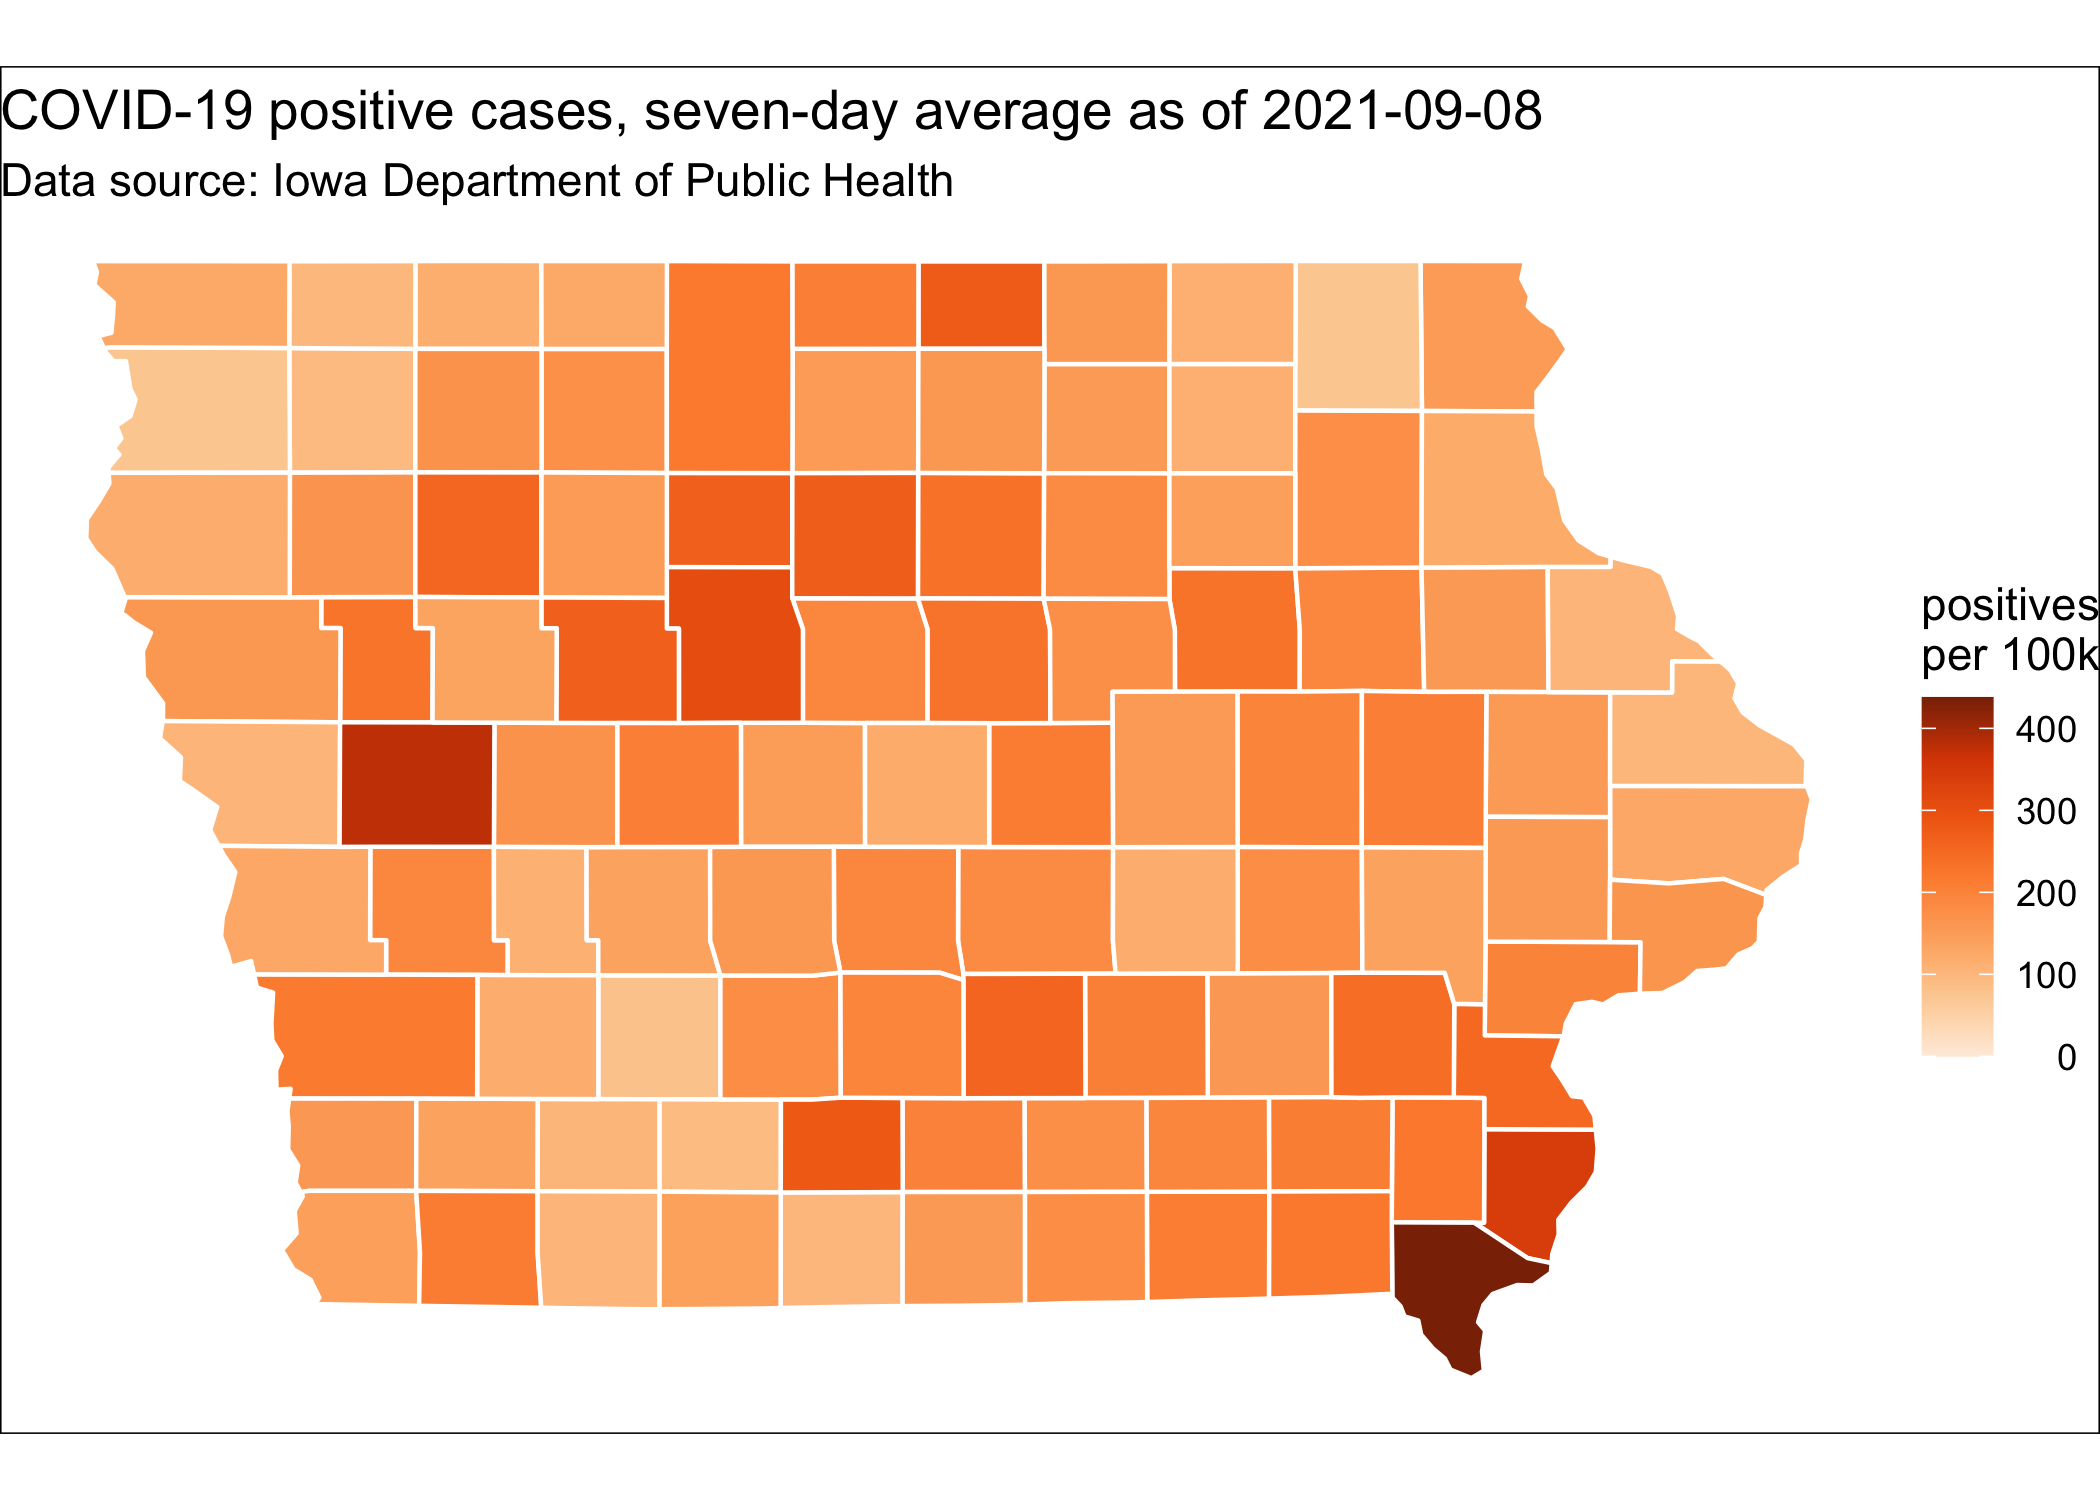 COVID-19 positive cases, seven-day average as of 2021-09-08
Data source: Iowa Department of Public Health
positives
per 100k
400
300
200
100
0